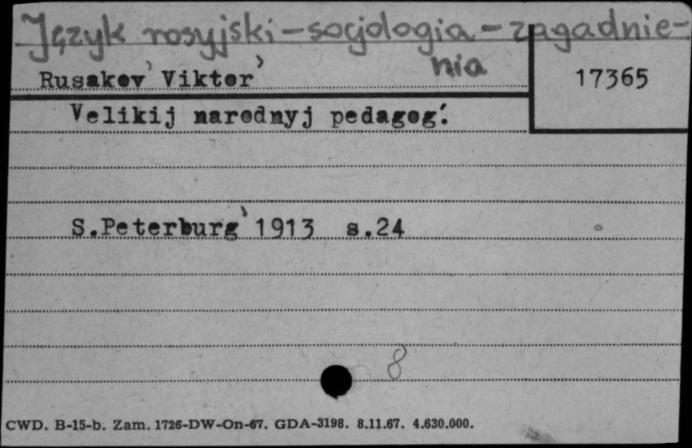 Język rosyjski - socjologia - zagadnie-
nia
Rusakov Viktor
17365
Velikij narodnyj pedagog.
S.Peterburg 1913 s.24
8
CWD. B-15-b. Zam. 1726-DW-On-67. GDA-3198. 8.11.67. 4.630.000.